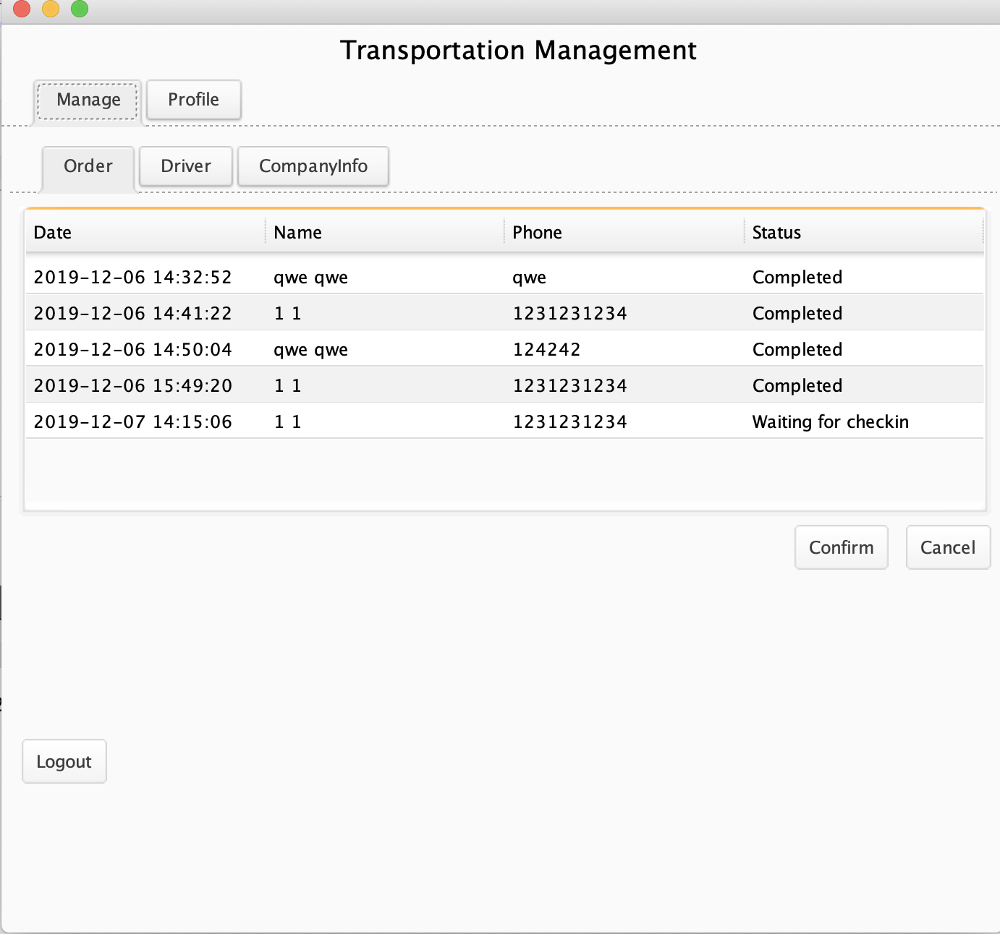 Transportation Management
Manage Profile
Order Driver CompanyInfo
Date Name Phone Status
2019-12-06 14:32:52 qwe qwe qwe Completed
2019-12-06 14:41:22 1 1 1231231234 Completed
2019-12-06 14:50:04 qwe qwe 124242 Completed
2019-12-06 15:49:20 1 1 1231231234 Completed
2019-12-07 14:15:06 1 1 1231231234 Waiting for checkin
Confirm Cancel
Logout